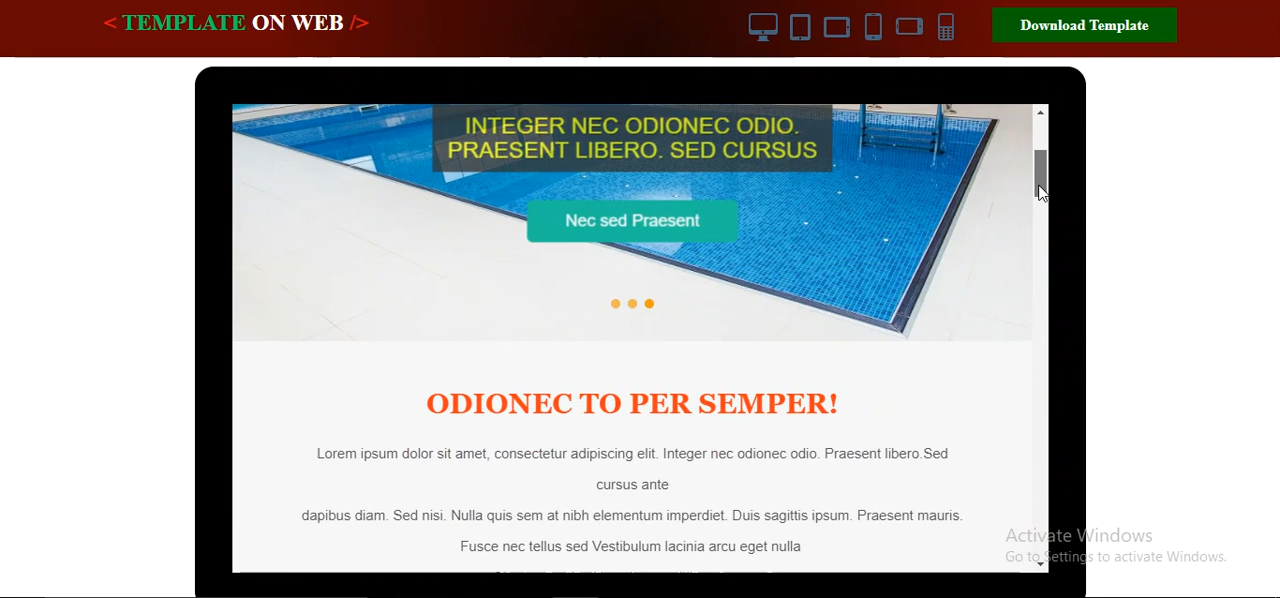 < TEMPLATE ON WEB />
Download Template
INTEGER NEC ODIONEC ODIO.
PRAESENT LIBERO. SED CURSUS
Nec sed Praesent
ODIONEC TO PER SEMPER!
Lorem ipsum dolor sit amet, consectetur adipiscing elit. Integer nec odionec odio. Praesent libero.Sed
cursus ante
dapibus diam. Sed nisi. Nulla quis sem at nibh elementum imperdiet. Duis sagittis ipsum. Praesent mauris.
Fusce nec tellus sed Vestibulum lacinia arcu eget nulla
Activate Windows
Go to Settings to activate Windows.